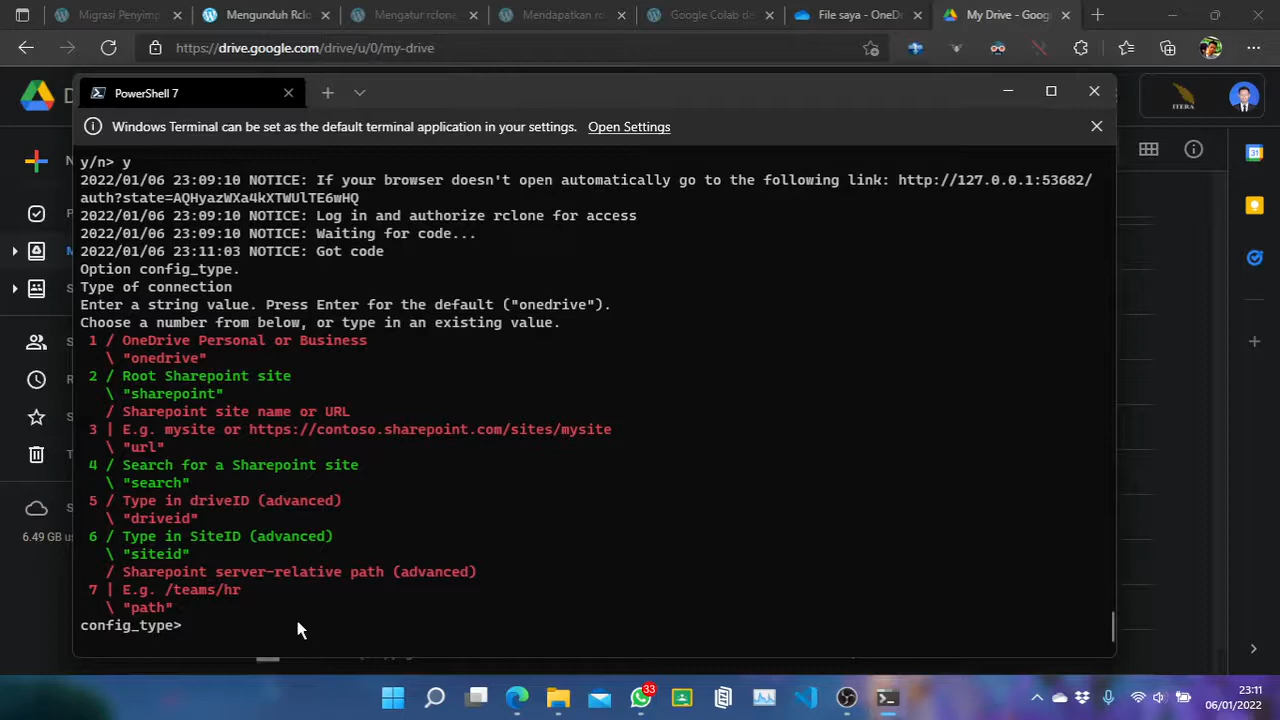 Migrasi Penyimp
Mengunduh Rclo
Mengatur rclone,
Mendapatkan rc
Google Colab da
File saya - OneD
My Drive - Googl
https://drive.google.com/drive/u/0/my-drive
PowerShell 7
ITERA
Windows Terminal can be set as the default terminal application in your settings. Open Settings
y/n> y
2022/01/06 23:09:10 NOTICE: If your browser doesn't open automatically go to the following link: http://127.0.0.1:53682/
auth?state=AQHyazWXa4kXTWUlTE6wHQ
2022/01/06 23:09:10 NOTICE: Log in and authorize rclone for access
2022/01/06 23:09:10 NOTICE: Waiting for code...
2022/01/06 23:11:03 NOTICE: Got code
Option config_type.
Type of connection
Enter a string value. Press Enter for the default ("onedrive").
Choose a number from below, or type in an existing value.
1 / OneDrive Personal or Business
\ "onedrive"
2 / Root Sharepoint site
\ "sharepoint"
/ Sharepoint site name or URL
3 | E.g. mysite or https://contoso.sharepoint.com/sites/mysite
\ "url"
4 / Search for a Sharepoint site
\ "search"
5 / Type in driveID (advanced)
\ "driveid"
6 / Type in SiteID (advanced)
\ "siteid"
/ Sharepoint server-relative path (advanced)
7 | E.g. /teams/hr
\ "path"
config_type>
6.49 GB u
33
23:11
06/01/2022